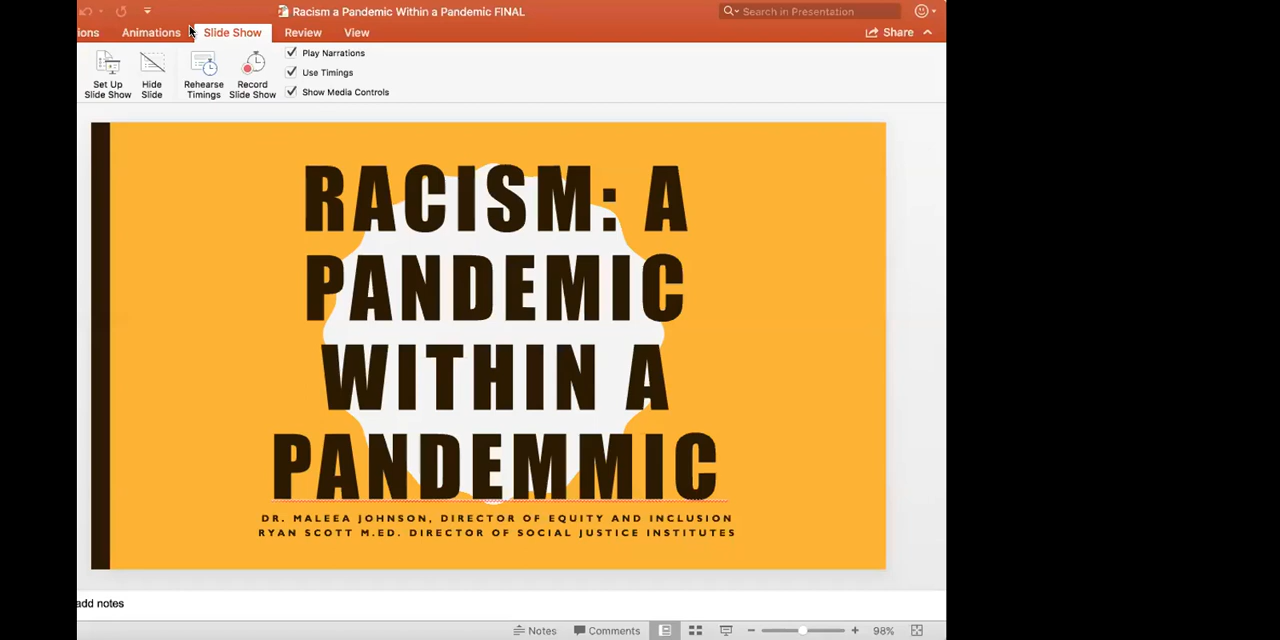 Racism a Pandemic Within a Pandemic FINAL
Search in Presentation
ions Animations Slide Show Review View Share
Set Up Slide Show
Hide Slide
Rehearse Timings
Record Slide Show
Play Narrations
Use Timings
Show Media Controls
RACISM: A
PANDEMIC
WITHIN A
PANDEMMIC
DR. MALEEA JOHNSON, DIRECTOR OF EQUITY AND INCLUSION
RYAN SCOTT M.ED. DIRECTOR OF SOCIAL JUSTICE INSTITUTES
add notes
Notes Comments 98%